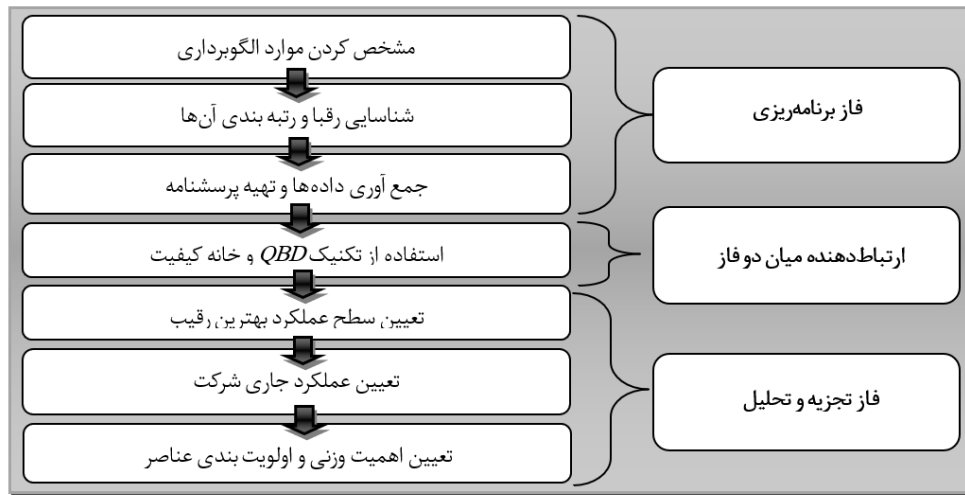 مشخص کردن موارد الگوبرداری
شناسایی رقبا و رتبه بندی آن‌ها
جمع آوری داده‌ها و تهیه پرسشنامه
فاز برنامه‌ریزی
استفاده از تکنیک QBD و خانه کیفیت
ارتباط‌دهنده میان دو فاز
تعیین سطح عملکرد بهترین رقیب
تعیین عملکرد جاری شرکت
تعیین اهمیت وزنی و اولویت بندی عناصر
فاز تجزیه و تحلیل